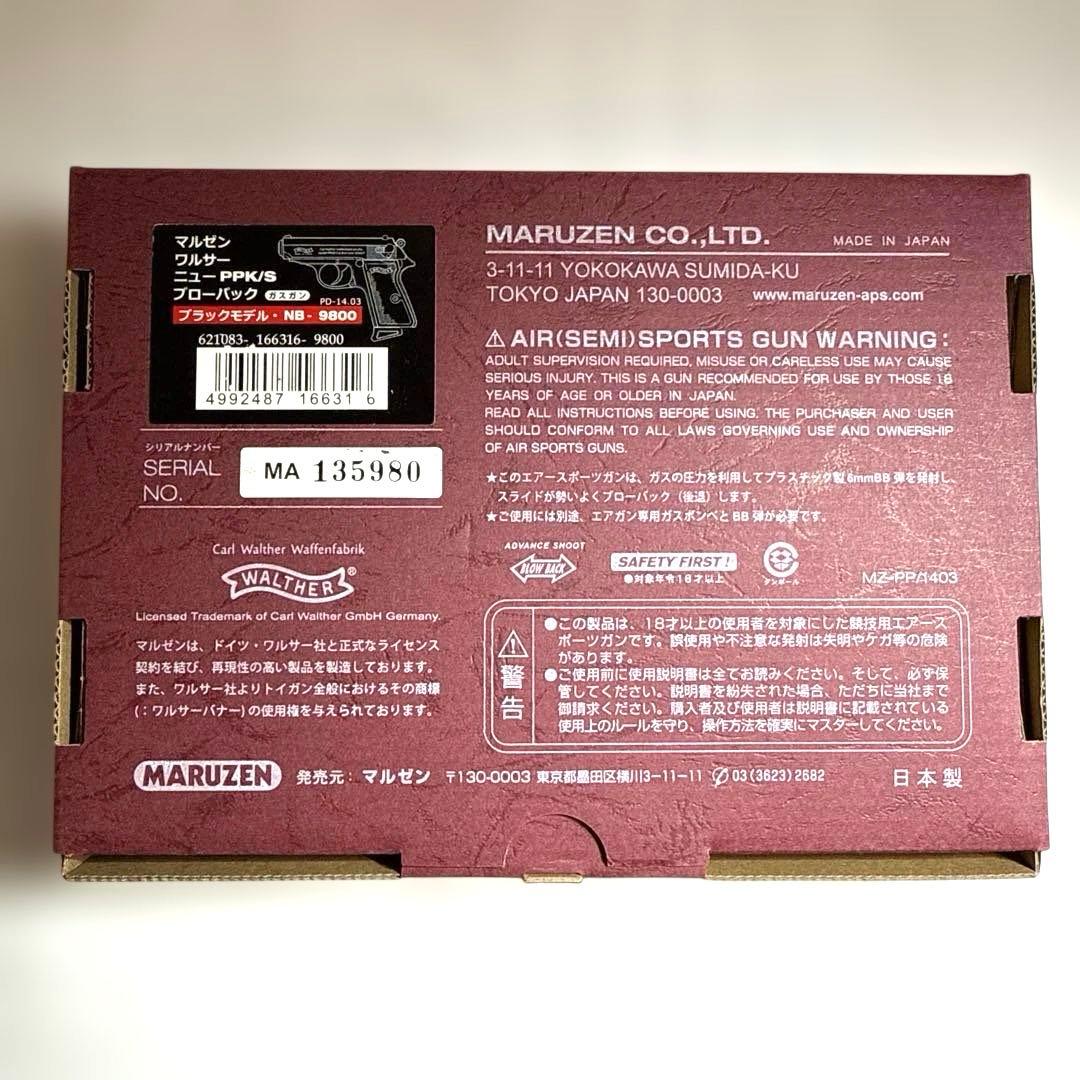 マルゼン
ワルサー
ニューPPK/S
ブローバック ガスガン
PD-14.03
ブラックモデル・NB-9800
621083- 166316- 9800
4992487 166316
シリアルナンバー
SERIAL NO.
MA 135980
Carl Walther Waffenfabrik
WALTHER®
Licensed Trademark of Carl Walther GmbH Germany.
マルゼンは、ドイツ・ワルサー社と正式なライセンス
契約を結び、再現性の高い製品を製造しております。
また、ワルサー社よりトイガン全般におけるその商標
(：ワルサーバナー)の使用権を与えられております。
MARUZEN CO.,LTD.
MADE IN JAPAN
3-11-11 YOKOKAWA SUMIDA-KU
TOKYO JAPAN 130-0003 www.maruzen-aps.com
⚠ AIR(SEMI)SPORTS GUN WARNING:
ADULT SUPERVISION REQUIRED, MISUSE OR CARELESS USE MAY CAUSE
SERIOUS INJURY. THIS IS A GUN RECOMMENDED FOR USE BY THOSE 18
YEARS OF AGE OR OLDER IN JAPAN.
READ ALL INSTRUCTIONS BEFORE USING. THE PURCHASER AND USER
SHOULD CONFORM TO ALL LAWS GOVERNING USE AND OWNERSHIP
OF AIR SPORTS GUNS.
★このエアースポーツガンは、ガスの圧力を利用してプラスチック製6mmBB弾を発射し、
スライドが勢いよくブローバック（後退）します。
★ご使用には別途、エアガン専用ガスボンベとBB弾が必要です。
ADVANCE SHOOT
BLOW BACK
SAFETY FIRST!
●対象年令18才以上
ダンボール
MZ-PP/1403
警告
●この製品は、18才以上の使用者を対象にした競技用エアース
ポーツガンです。誤使用や不注意な発射は失明やケガ等の危険
があります。
●ご使用前に使用説明書は全てお読みください。そして、必ず保
管してください。説明書を紛失された場合、ただちに当社まで
御請求ください。購入者及び使用者は説明書に記載されている
使用上のルールを守り、操作方法を確実にマスターしてください。
MARUZEN 発売元：マルゼン 〒130-0003 東京都墨田区横川3-11-11 ✆03(3623)2682
日本製